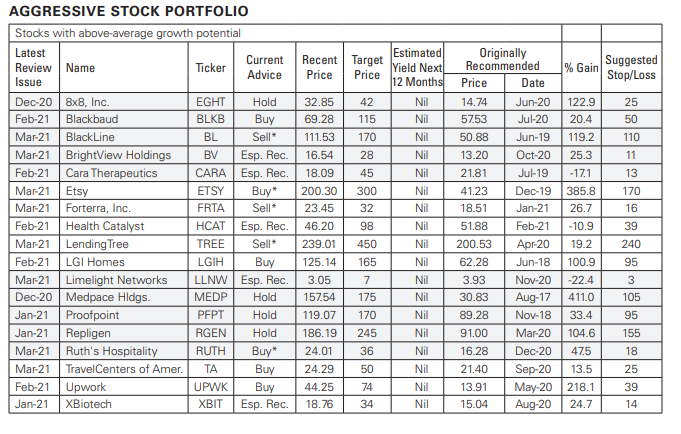 AGGRESSIVE STOCK PORTFOLIO
Stocks with above-average growth potential
Latest Review Issue Name Ticker Current Advice Recent Price Target Price Estimated Yield Next 12 Months Originally Recommended Price Date % Gain Suggested Stop/Loss
Dec-20 8x8, Inc. EGHT Hold 32.85 42 Nil 14.74 Jun-20 122.9 25
Feb-21 Blackbaud BLKB Buy 69.28 115 Nil 57.53 Jul-20 20.4 50
Mar-21 BlackLine BL Sell* 111.53 170 Nil 50.88 Jun-19 119.2 110
Mar-21 BrightView Holdings BV Esp. Rec. 16.54 28 Nil 13.20 Oct-20 25.3 11
Feb-21 Cara Therapeutics CARA Esp. Rec. 18.09 45 Nil 21.81 Jul-19 -17.1 13
Mar-21 Etsy ETSY Buy* 200.30 300 Nil 41.23 Dec-19 385.8 170
Mar-21 Forterra, Inc. FRTA Sell* 23.45 32 Nil 18.51 Jan-21 26.7 16
Feb-21 Health Catalyst HCAT Esp. Rec. 46.20 98 Nil 51.88 Feb-21 -10.9 39
Mar-21 LendingTree TREE Sell* 239.01 450 Nil 200.53 Apr-20 19.2 240
Feb-21 LGI Homes LGIH Buy 125.14 165 Nil 62.28 Jun-18 100.9 95
Mar-21 Limelight Networks LLNW Esp. Rec. 3.05 7 Nil 3.93 Nov-20 -22.4 3
Dec-20 Medpace Hldgs. MEDP Hold 157.54 175 Nil 30.83 Aug-17 411.0 105
Jan-21 Proofpoint PFPT Hold 119.07 170 Nil 89.28 Nov-18 33.4 95
Jan-21 Repligen RGEN Hold 186.19 245 Nil 91.00 Mar-20 104.6 155
Mar-21 Ruth's Hospitality RUTH Buy* 24.01 36 Nil 16.28 Dec-20 47.5 18
Mar-21 TravelCenters of Amer. TA Buy 24.29 50 Nil 21.40 Sep-20 13.5 25
Feb-21 Upwork UPWK Buy 44.25 74 Nil 13.91 May-20 218.1 39
Jan-21 XBiotech XBIT Esp. Rec. 18.76 34 Nil 15.04 Aug-20 24.7 14